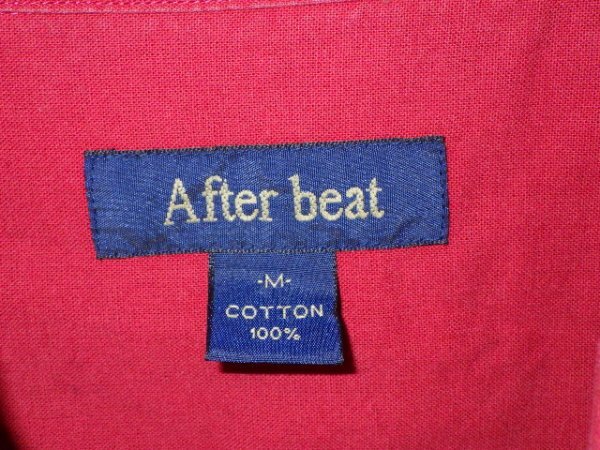 After beat
-M-
COTTON
100%